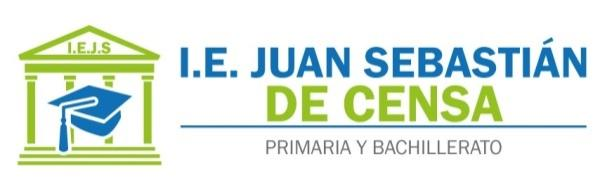 I.E.J.S
I.E. JUAN SEBASTIÁN
DE CENSA
PRIMARIA Y BACHILLERATO